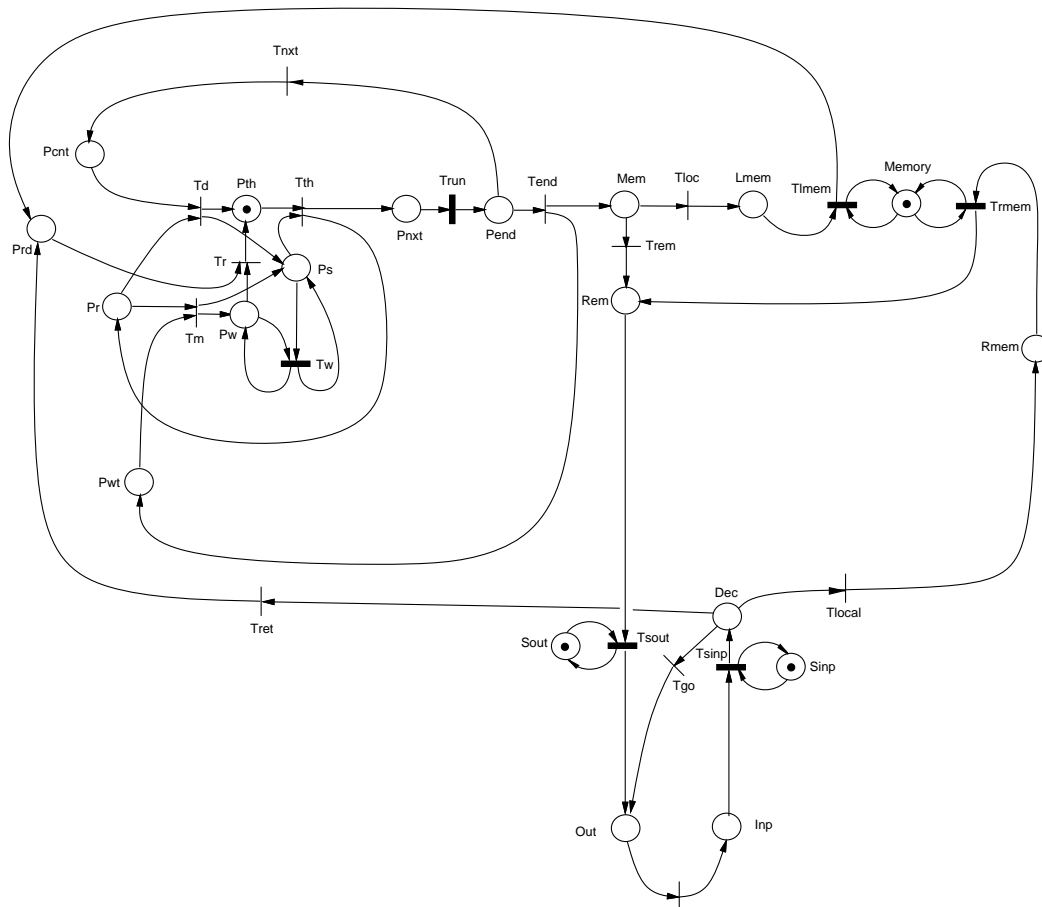 Tnxt
Pcnt
Td
Pth
Tth
Trun
Tend
Mem
Tloc
Lmem
Memory
Tlmem
Trmem
Pnxt
Pend
Prd
Tr
Ps
Trem
Pr
Rem
Tm
Pw
Tw
Rmem
Pwt
Dec
Tlocal
Tret
Sout
Tsout
Tsinp
Sinp
Tgo
Out
Inp